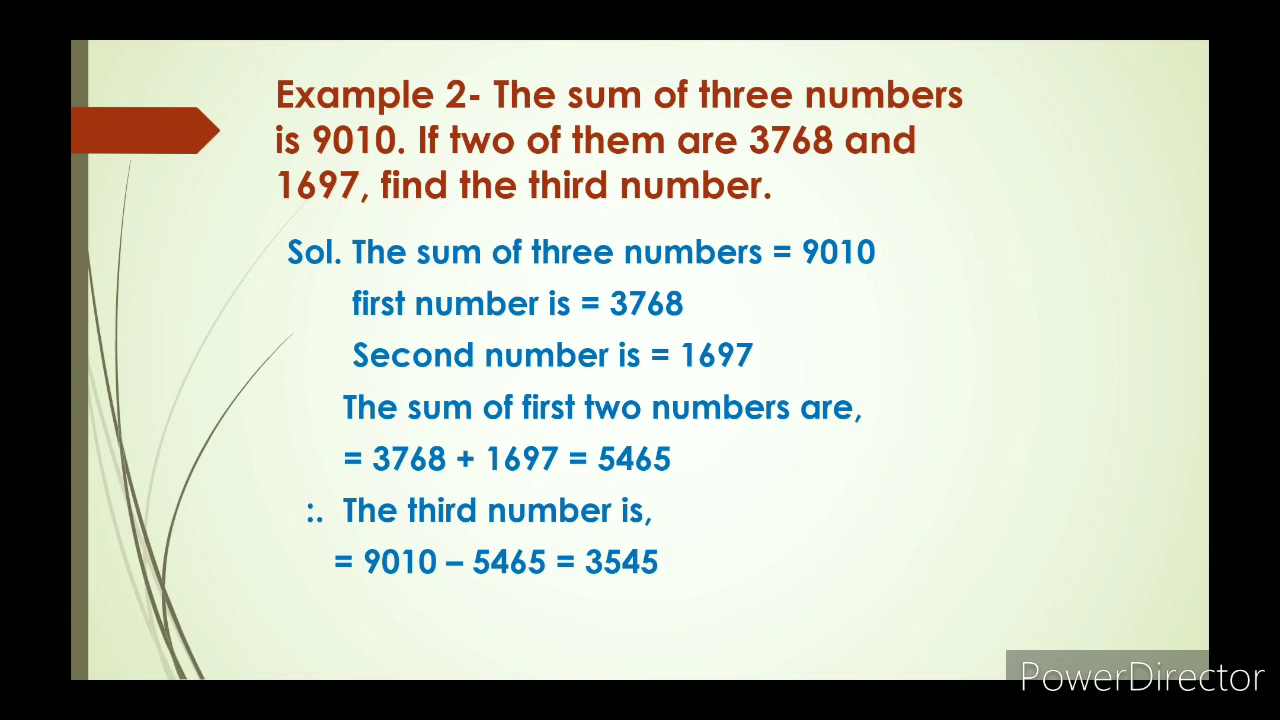 Example 2- The sum of three numbers
is 9010. If two of them are 3768 and
1697, find the third number.
Sol. The sum of three numbers = 9010
first number is = 3768
Second number is = 1697
The sum of first two numbers are,
= 3768 + 1697 = 5465
:. The third number is,
= 9010 – 5465 = 3545
PowerDirector